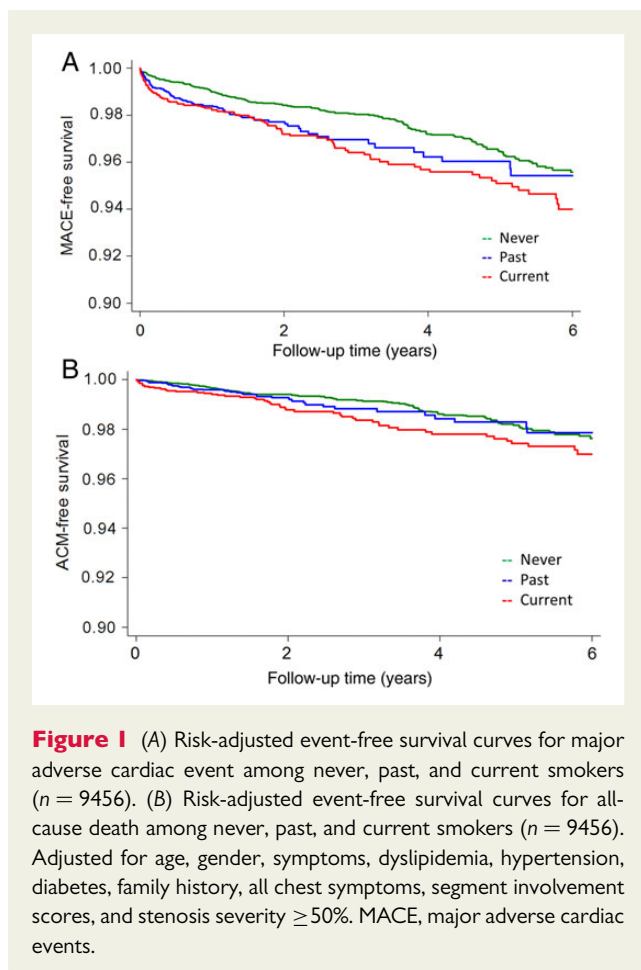 A
1.00
0.98
0.96
0.94
0.92
0.90
MACE-free survival
-- Never
-- Past
-- Current
0 2 4 6
Follow-up time (years)
B
1.00
0.98
0.96
0.94
0.92
0.90
ACM-free survival
-- Never
-- Past
-- Current
0 2 4 6
Follow-up time (years)
Figure 1 (A) Risk-adjusted event-free survival curves for major
adverse cardiac event among never, past, and current smokers
(n = 9456). (B) Risk-adjusted event-free survival curves for all-
cause death among never, past, and current smokers (n = 9456).
Adjusted for age, gender, symptoms, dyslipidemia, hypertension,
diabetes, family history, all chest symptoms, segment involvement
scores, and stenosis severity ≥50%. MACE, major adverse cardiac
events.